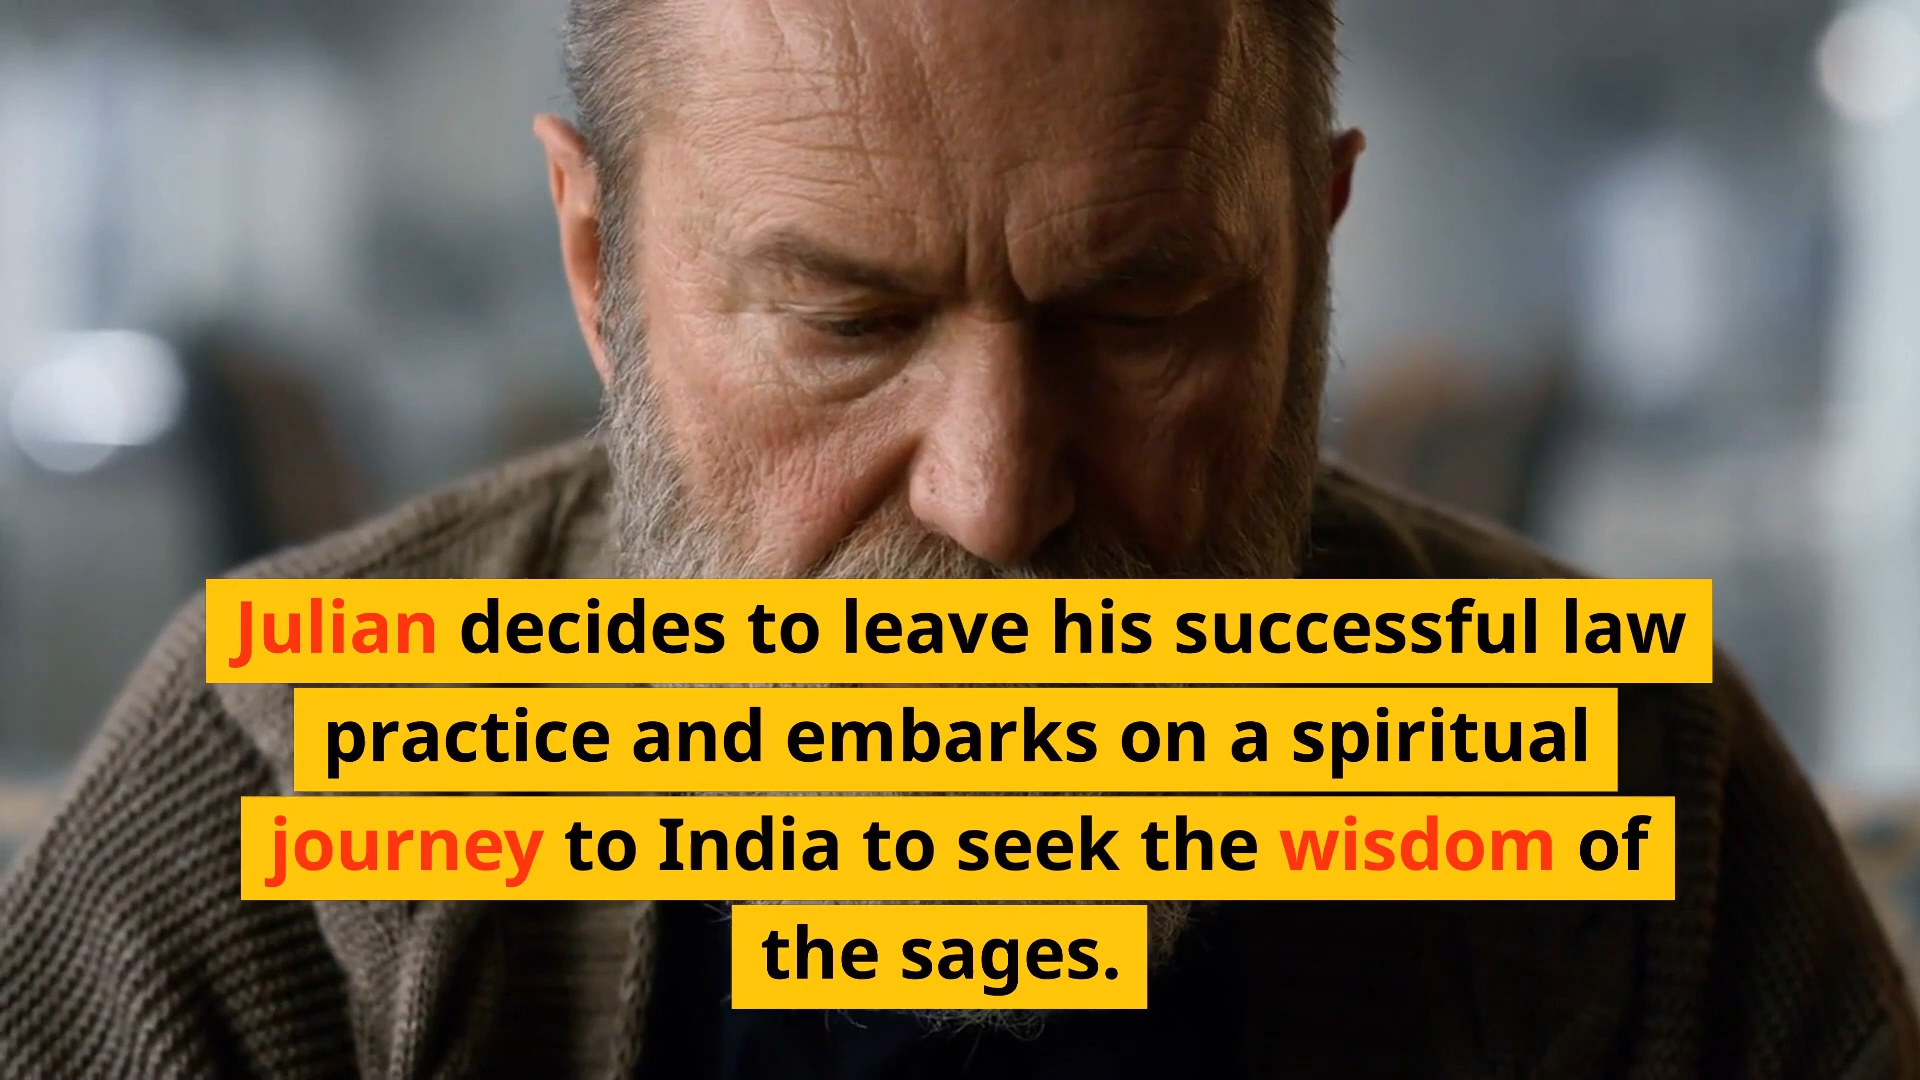 Julian decides to leave his successful law
practice and embarks on a spiritual
journey to India to seek the wisdom of
the sages.